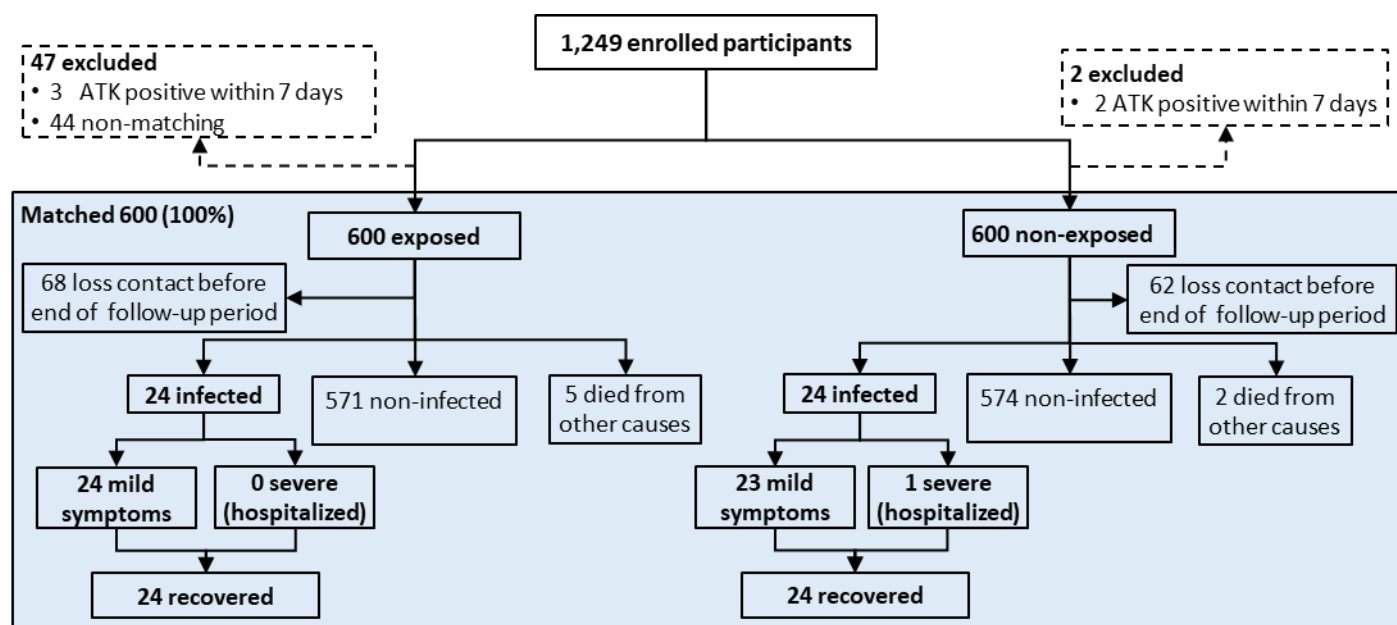 1,249 enrolled participants
47 excluded
• 3 ATK positive within 7 days
• 44 non-matching
2 excluded
• 2 ATK positive within 7 days
Matched 600 (100%)
600 exposed
600 non-exposed
68 loss contact before
end of follow-up period
62 loss contact before
end of follow-up period
24 infected
571 non-infected
5 died from
other causes
24 infected
574 non-infected
2 died from
other causes
24 mild
symptoms
0 severe
(hospitalized)
23 mild
symptoms
1 severe
(hospitalized)
24 recovered
24 recovered